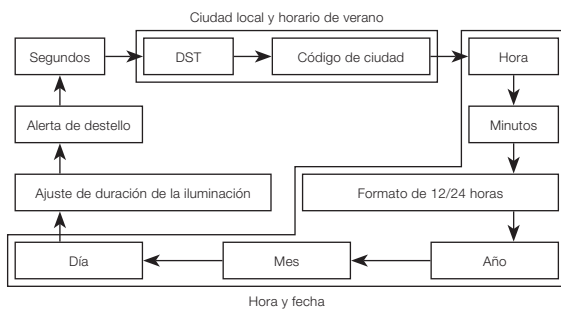 Ciudad local y horario de verano
Segundos
DST
Código de ciudad
Hora
Alerta de destello
Minutos
Ajuste de duración de la iluminación
Formato de 12/24 horas
Día
Mes
Año
Hora y fecha